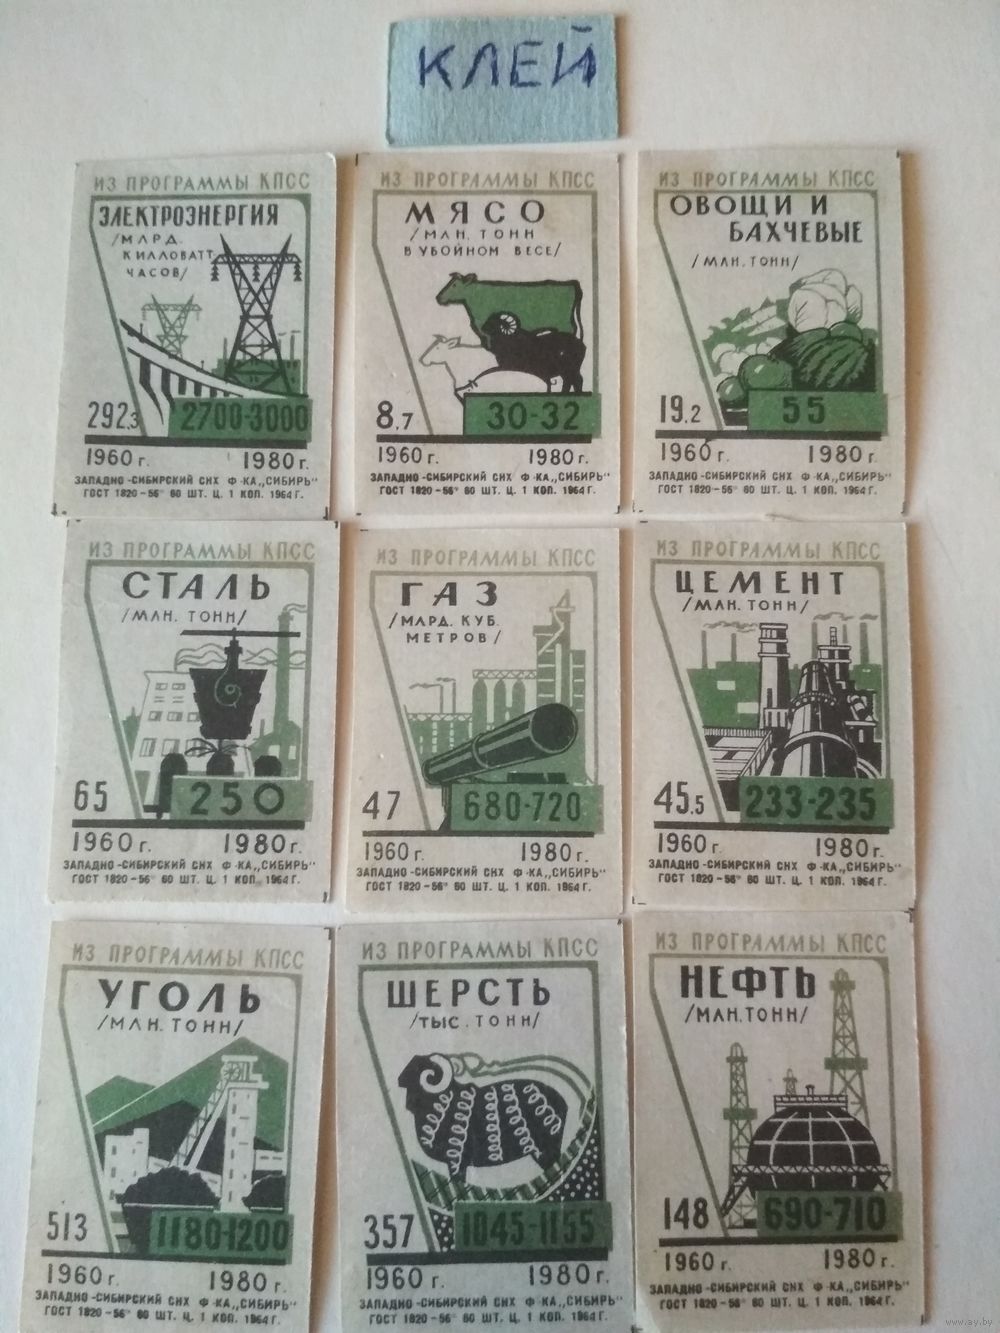 КЛЕЙ
ИЗ ПРОГРАММЫ КПСС
ЭЛЕКТРОЭНЕРГИЯ
/МЛРД.
КИЛЛОВАТТ
ЧАСОВ/
292,3 2700-3000
1960 г. 1980 г.
ЗАПАДНО-СИБИРСКИЙ СНХ Ф-КА „СИБИРЬ"
ГОСТ 1820-56* 60 ШТ. Ц. 1 КОП. 1964 Г.
ИЗ ПРОГРАММЫ КПСС
МЯСО
/МЛН. ТОНН
В УБОЙНОМ ВЕСЕ/
8,7 30-32
1960 г. 1980 г.
ЗАПАДНО-СИБИРСКИЙ СНХ Ф-КА „СИБИРЬ"
ГОСТ 1820-56* 60 ШТ. Ц. 1 КОП. 1964 Г.
ИЗ ПРОГРАММЫ КПСС
ОВОЩИ И
БАХЧЕВЫЕ
/МЛН. ТОНН/
19,2 55
1960 г. 1980 г.
ЗАПАДНО-СИБИРСКИЙ СНХ Ф-КА „СИБИРЬ"
ГОСТ 1820-56* 60 ШТ. Ц. 1 КОП. 1964 Г.
ИЗ ПРОГРАММЫ КПСС
СТАЛЬ
/МЛН. ТОНН/
65 250
1960 г. 1980 г.
ЗАПАДНО-СИБИРСКИЙ СНХ Ф-КА „СИБИРЬ"
ГОСТ 1820-56* 60 ШТ. Ц. 1 КОП. 1964 Г.
ИЗ ПРОГРАММЫ КПСС
ГАЗ
/МЛРД. КУБ.
МЕТРОВ/
47 680-720
1960 г. 1980 г.
ЗАПАДНО-СИБИРСКИЙ СНХ Ф-КА „СИБИРЬ"
ГОСТ 1820-56* 60 ШТ. Ц. 1 КОП. 1964 Г.
ИЗ ПРОГРАММЫ КПСС
ЦЕМЕНТ
/МЛН. ТОНН/
45,5 233-235
1960 г. 1980 г.
ЗАПАДНО-СИБИРСКИЙ СНХ Ф-КА „СИБИРЬ"
ГОСТ 1820-56* 60 ШТ. Ц. 1 КОП. 1964 Г.
ИЗ ПРОГРАММЫ КПСС
УГОЛЬ
/МЛН. ТОНН/
513 1180-1200
1960 г. 1980 г.
ЗАПАДНО-СИБИРСКИЙ СНХ Ф-КА „СИБИРЬ"
ГОСТ 1820-56* 60 ШТ. Ц. 1 КОП. 1964 Г.
ИЗ ПРОГРАММЫ КПСС
ШЕРСТЬ
/ТЫС. ТОНН/
357 1045-1155
1960 г. 1980 г.
ЗАПАДНО-СИБИРСКИЙ СНХ Ф-КА „СИБИРЬ"
ГОСТ 1820-56* 60 ШТ. Ц. 1 КОП. 1964 Г.
ИЗ ПРОГРАММЫ КПСС
НЕФТЬ
/МЛН. ТОНН/
148 690-710
1960 г. 1980 г.
ЗАПАДНО-СИБИРСКИЙ СНХ Ф-КА „СИБИРЬ"
ГОСТ 1820-56* 60 ШТ. Ц. 1 КОП. 1964 Г.
www.ay.by